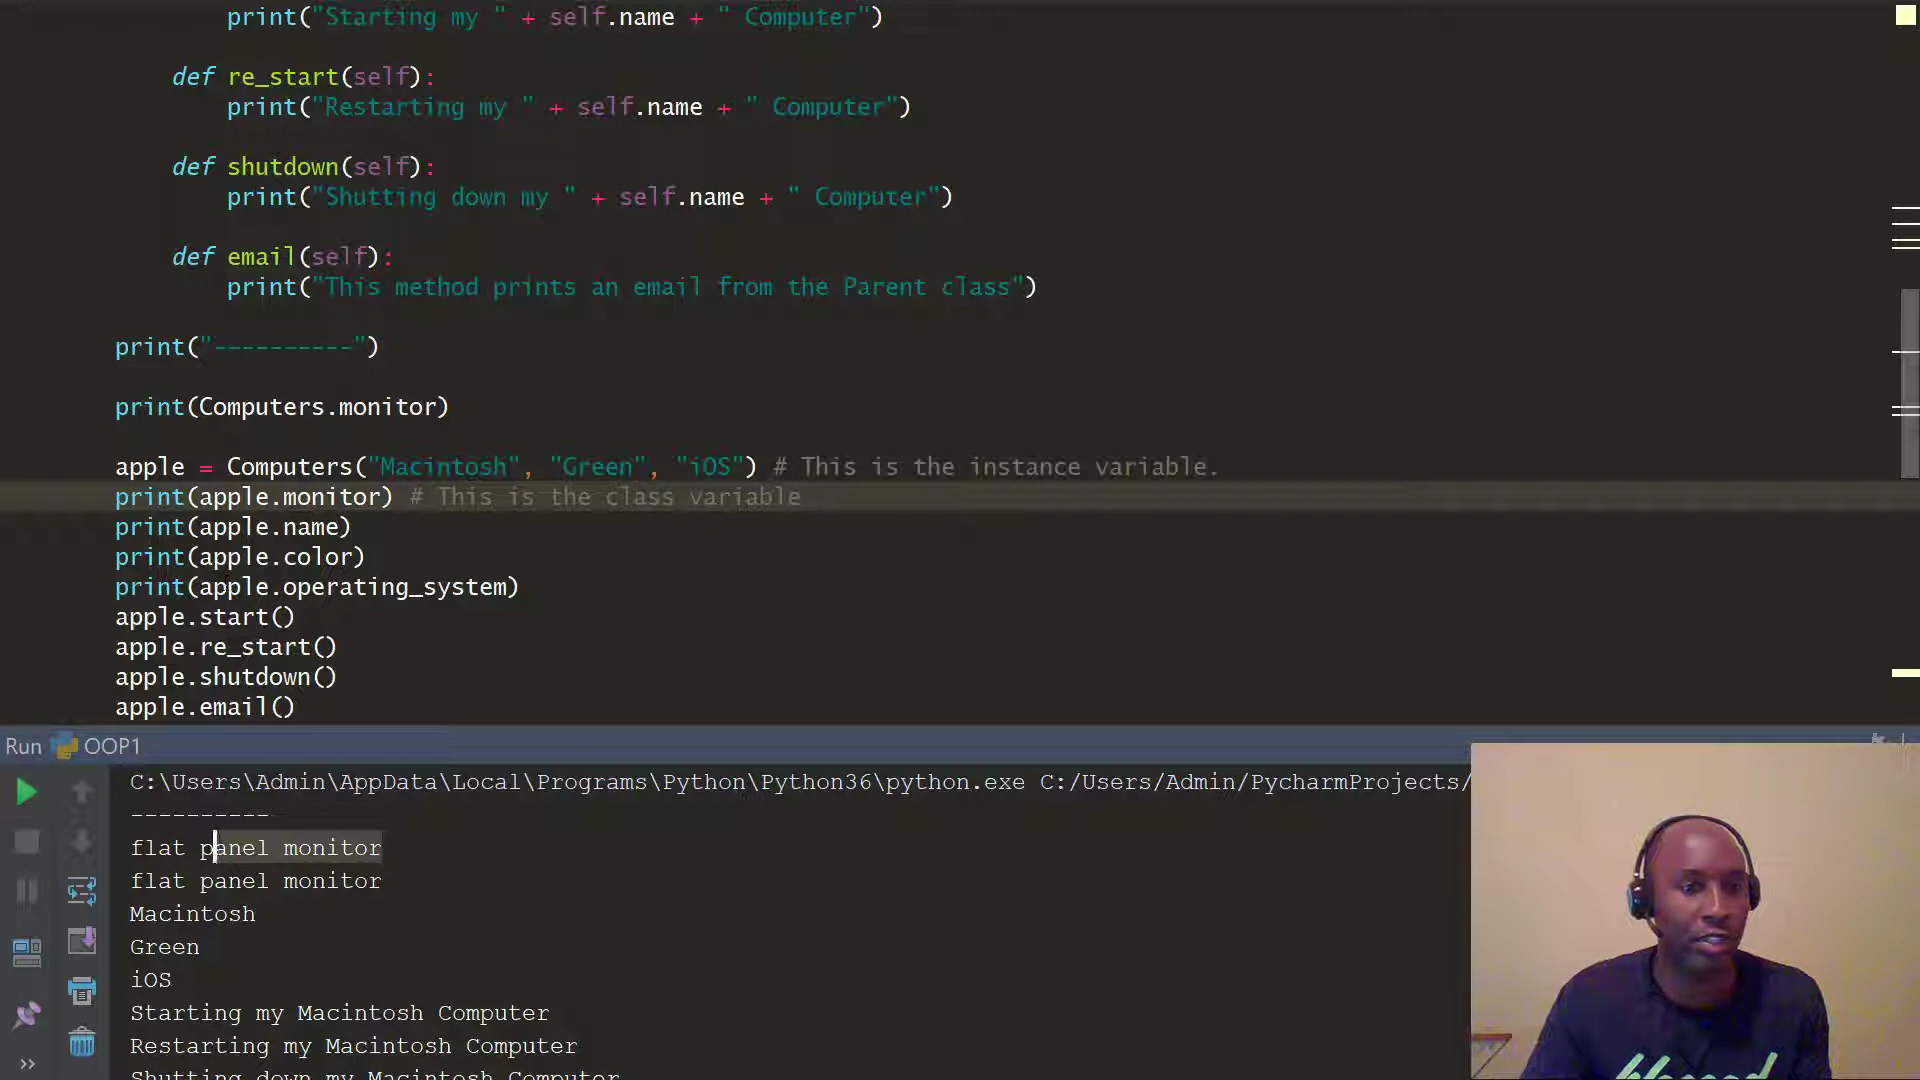 print("Starting my " + self.name + " Computer")
def re_start(self):
print("Restarting my " + self.name + " Computer")
def shutdown(self):
print("Shutting down my " + self.name + " Computer")
def email(self):
print("This method prints an email from the Parent class")
print("----------")
print(Computers.monitor)
apple = Computers("Macintosh", "Green", "iOS") # This is the instance variable.
print(apple.monitor) # This is the class variable
print(apple.name)
print(apple.color)
print(apple.operating_system)
apple.start()
apple.re_start()
apple.shutdown()
apple.email()
Run OOP1
C:\Users\Admin\AppData\Local\Programs\Python\Python36\python.exe C:/Users/Admin/PycharmProjects/
----------
flat panel monitor
flat panel monitor
Macintosh
Green
iOS
Starting my Macintosh Computer
Restarting my Macintosh Computer
Shutting down my Macintosh Computer